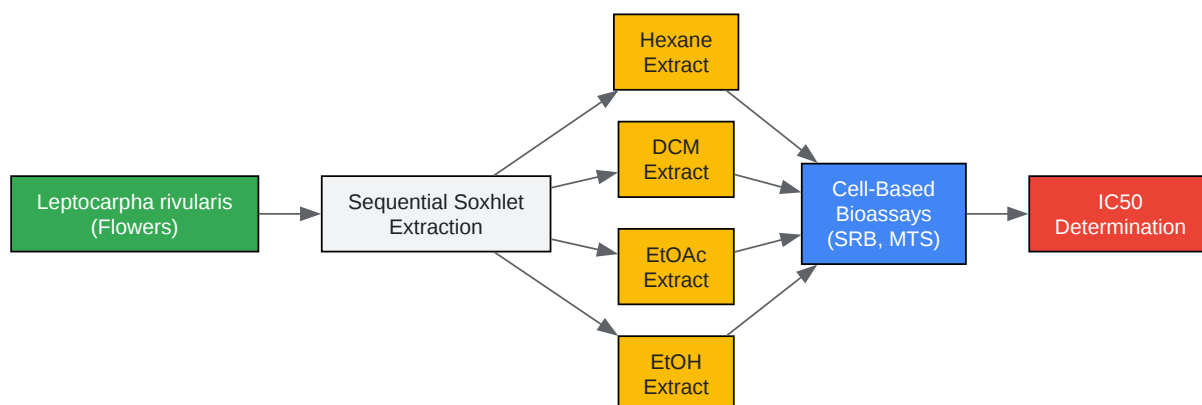 Leptocarpha rivularis
(Flowers)
Sequential Soxhlet
Extraction
Hexane
Extract
DCM
Extract
EtOAc
Extract
EtOH
Extract
Cell-Based
Bioassays
(SRB, MTS)
IC50
Determination